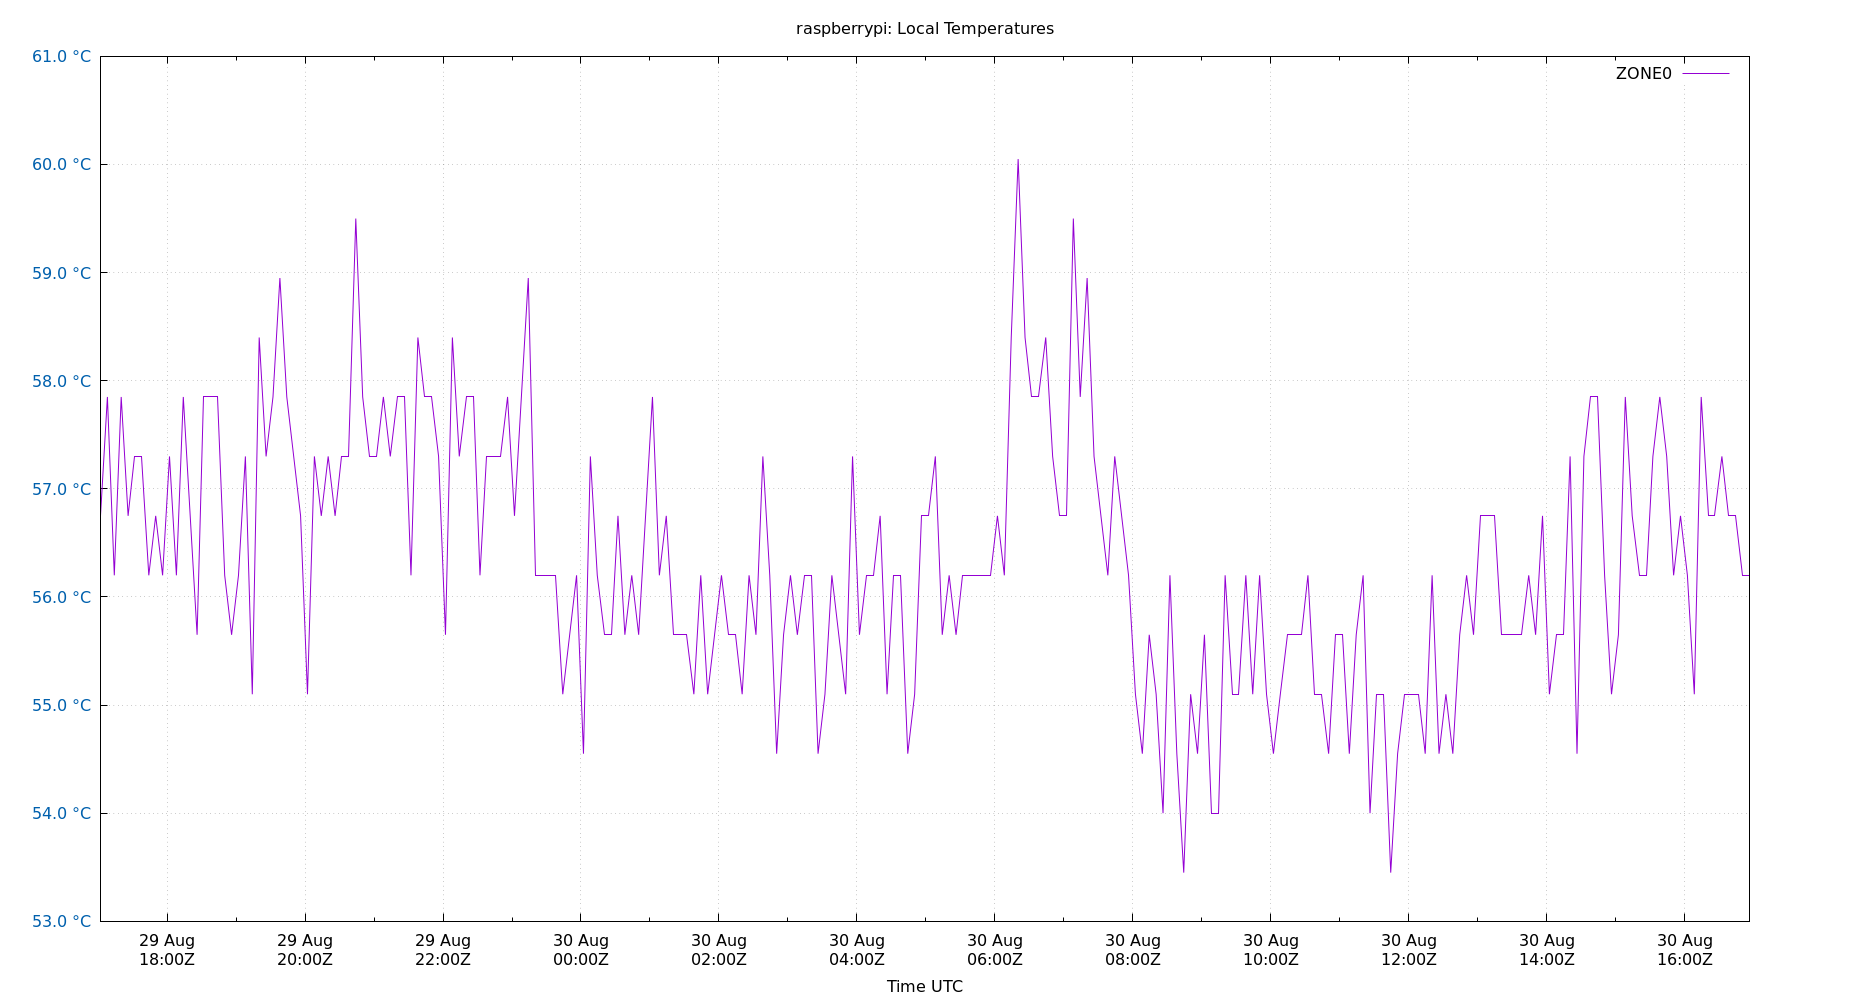 raspberrypi: Local Temperatures
61.0 °C
ZONE0
60.0 °C
59.0 °C
58.0 °C
57.0 °C
56.0 °C
55.0 °C
54.0 °C
53.0 °C
29 Aug 29 Aug 29 Aug 30 Aug 30 Aug 30 Aug 30 Aug 30 Aug 30 Aug 30 Aug 30 Aug 30 Aug
18:00Z 20:00Z 22:00Z 00:00Z 02:00Z 04:00Z 06:00Z 08:00Z 10:00Z 12:00Z 14:00Z 16:00Z
Time UTC